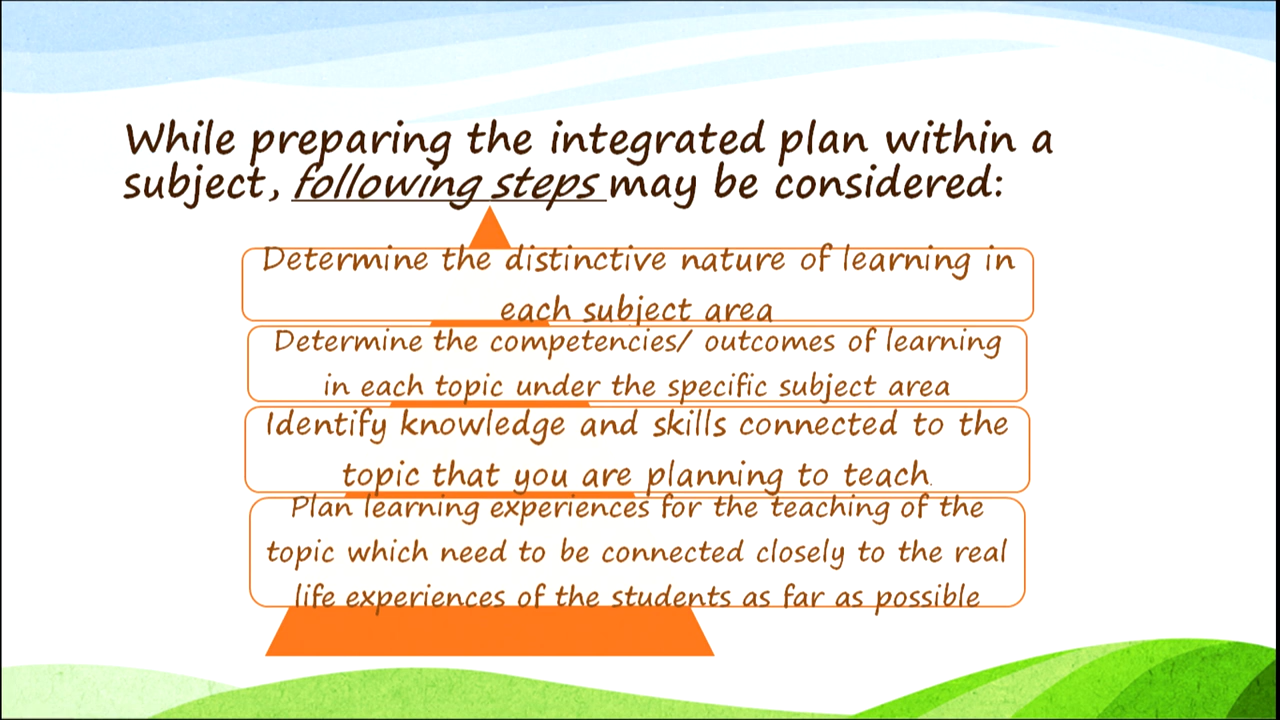 While preparing the integrated plan within a
subject, following steps may be considered:
Determine the distinctive nature of learning in
each subject area
Determine the competencies/ outcomes of learning
in each topic under the specific subject area
Identify knowledge and skills connected to the
topic that you are planning to teach.
Plan learning experiences for the teaching of the
topic which need to be connected closely to the real
life experiences of the students as far as possible